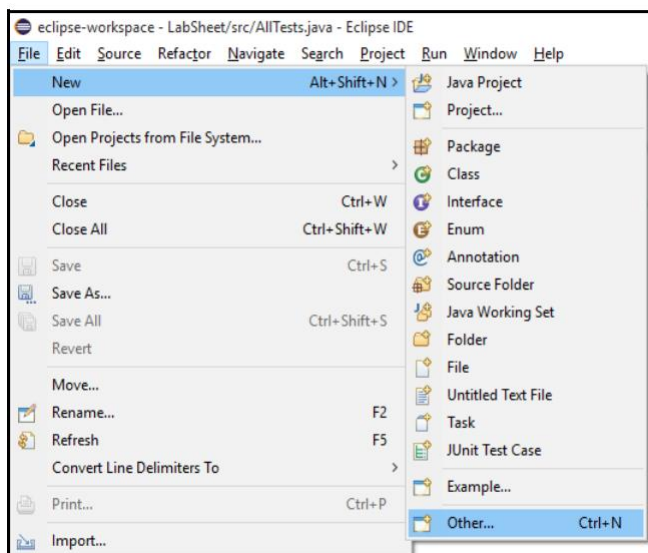 eclipse-workspace - LabSheet/src/AllTests.java - Eclipse IDE
File Edit Source Refactor Navigate Search Project Run Window Help
New Alt+Shift+N >
Open File...
Open Projects from File System...
Recent Files >
Close Ctrl+W
Close All Ctrl+Shift+W
Save Ctrl+S
Save As...
Save All Ctrl+Shift+S
Revert
Move...
Rename... F2
Refresh F5
Convert Line Delimiters To >
Print... Ctrl+P
Import...
Java Project
Project...
Package
Class
Interface
Enum
Annotation
Source Folder
Java Working Set
Folder
File
Untitled Text File
Task
JUnit Test Case
Example...
Other... Ctrl+N